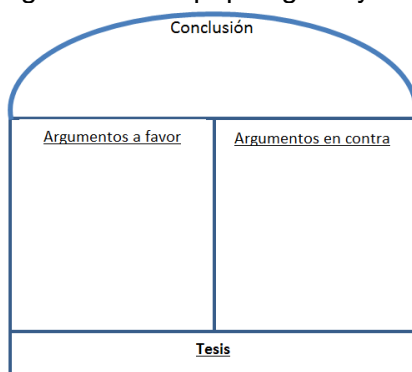 Conclusión
Argumentos a favor
Argumentos en contra
Tesis